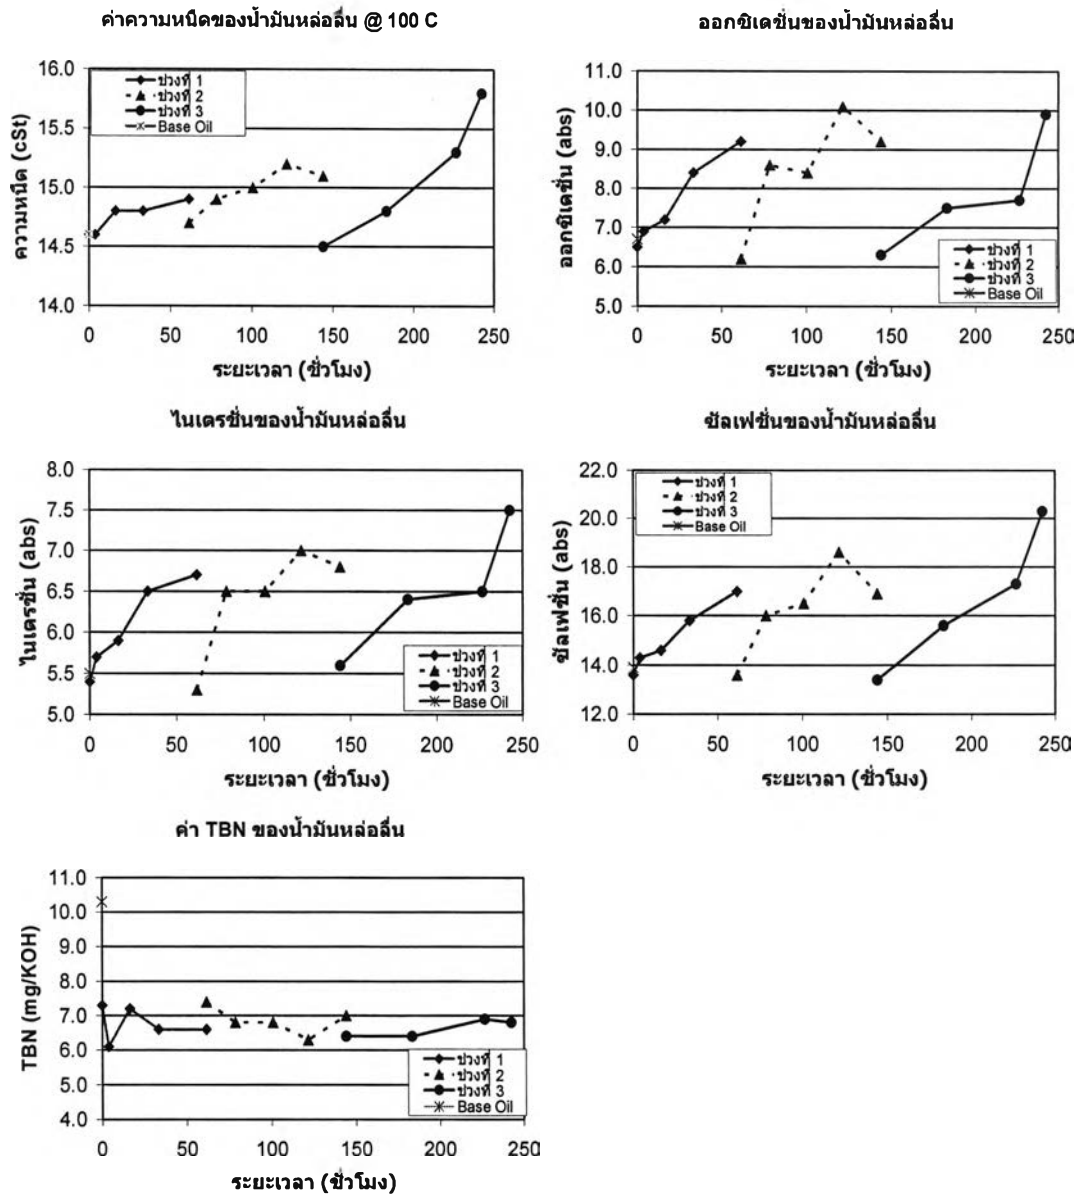 ค่าความหนืดของน้ำมันหล่อลื่น @ 100 C
16.0
15.5
15.0
14.5
14.0
ความหนืด (cSt)
ช่วงที่ 1
ช่วงที่ 2
ช่วงที่ 3
Base Oil
0 50 100 150 200 250
ระยะเวลา (ชั่วโมง)
ออกซิเดชั่นของน้ำมันหล่อลื่น
11.0
10.0
9.0
8.0
7.0
6.0
5.0
ออกซิเดชั่น (abs)
ช่วงที่ 1
ช่วงที่ 2
ช่วงที่ 3
Base Oil
0 50 100 150 200 250
ระยะเวลา (ชั่วโมง)
ไนเตรชั่นของน้ำมันหล่อลื่น
8.0
7.5
7.0
6.5
6.0
5.5
5.0
ไนเตรชั่น (abs)
ช่วงที่ 1
ช่วงที่ 2
ช่วงที่ 3
Base Oil
0 50 100 150 200 250
ระยะเวลา (ชั่วโมง)
ซัลเฟชั่นของน้ำมันหล่อลื่น
22.0
20.0
18.0
16.0
14.0
12.0
ซัลเฟชั่น (abs)
ช่วงที่ 1
ช่วงที่ 2
ช่วงที่ 3
Base Oil
0 50 100 150 200 250
ระยะเวลา (ชั่วโมง)
ค่า TBN ของน้ำมันหล่อลื่น
11.0
10.0
9.0
8.0
7.0
6.0
5.0
4.0
TBN (mg/KOH)
ช่วงที่ 1
ช่วงที่ 2
ช่วงที่ 3
Base Oil
0 50 100 150 200 250
ระยะเวลา (ชั่วโมง)